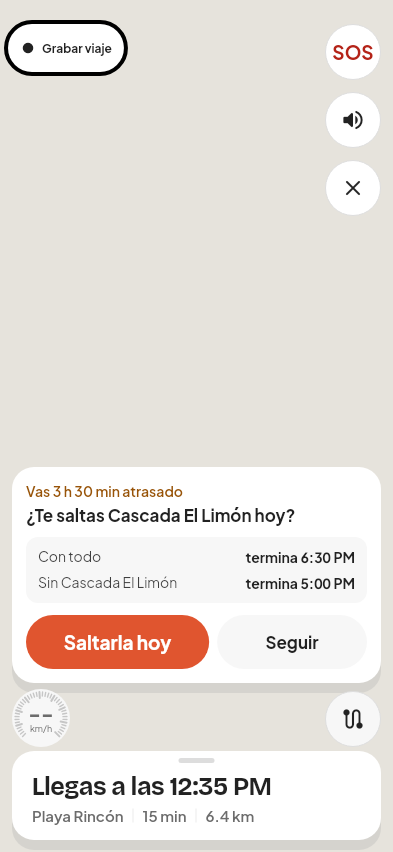 Grabar viaje
SOS
Vas 3 h 30 min atrasado
¿Te saltas Cascada El Limón hoy?
Con todo termina 6:30 PM
Sin Cascada El Limón termina 5:00 PM
Saltarla hoy Seguir
-- km/h
Llegas a las 12:35 PM
Playa Rincón 15 min 6.4 km